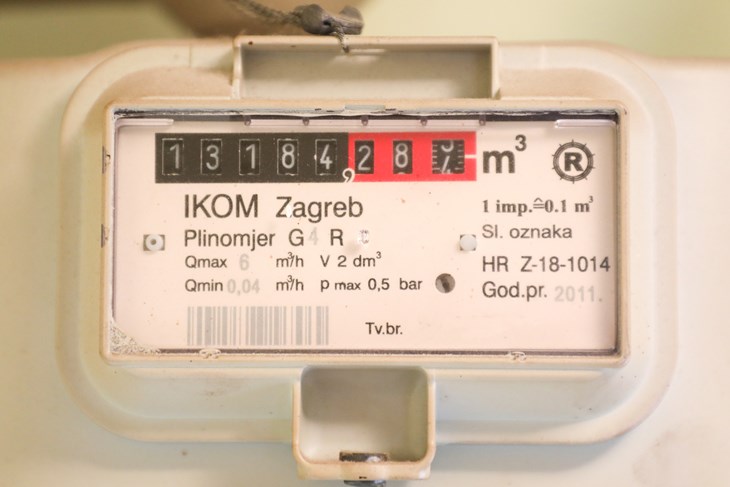 13184,28 m³ R
IKOM Zagreb
1 imp.≙0.1 m³
Plinomjer G 4 R
Sl. oznaka
Qmax 6 m³/h V 2 dm³
HR Z-18-1014
Qmin 0,04 m³/h p max 0,5 bar
God.pr. 2011.
Tv.br.